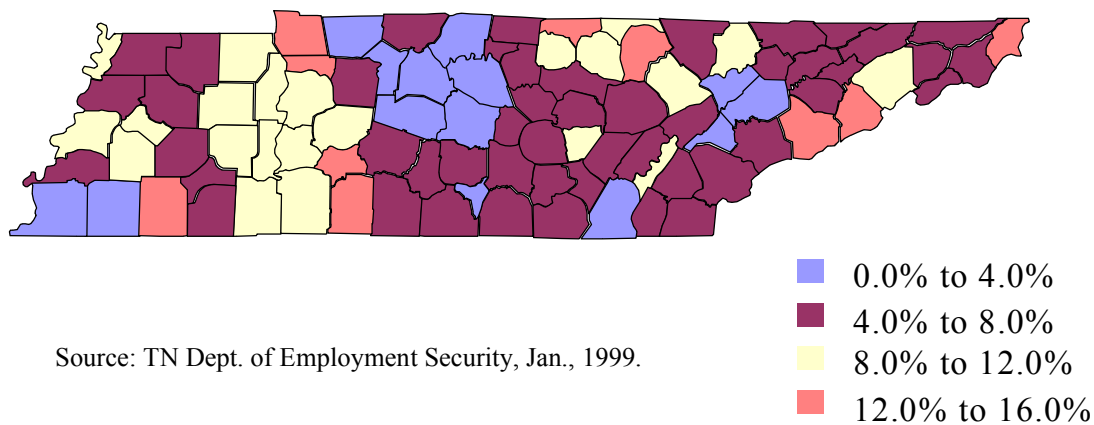 0.0% to 4.0%
4.0% to 8.0%
Source: TN Dept. of Employment Security, Jan., 1999.
8.0% to 12.0%
12.0% to 16.0%